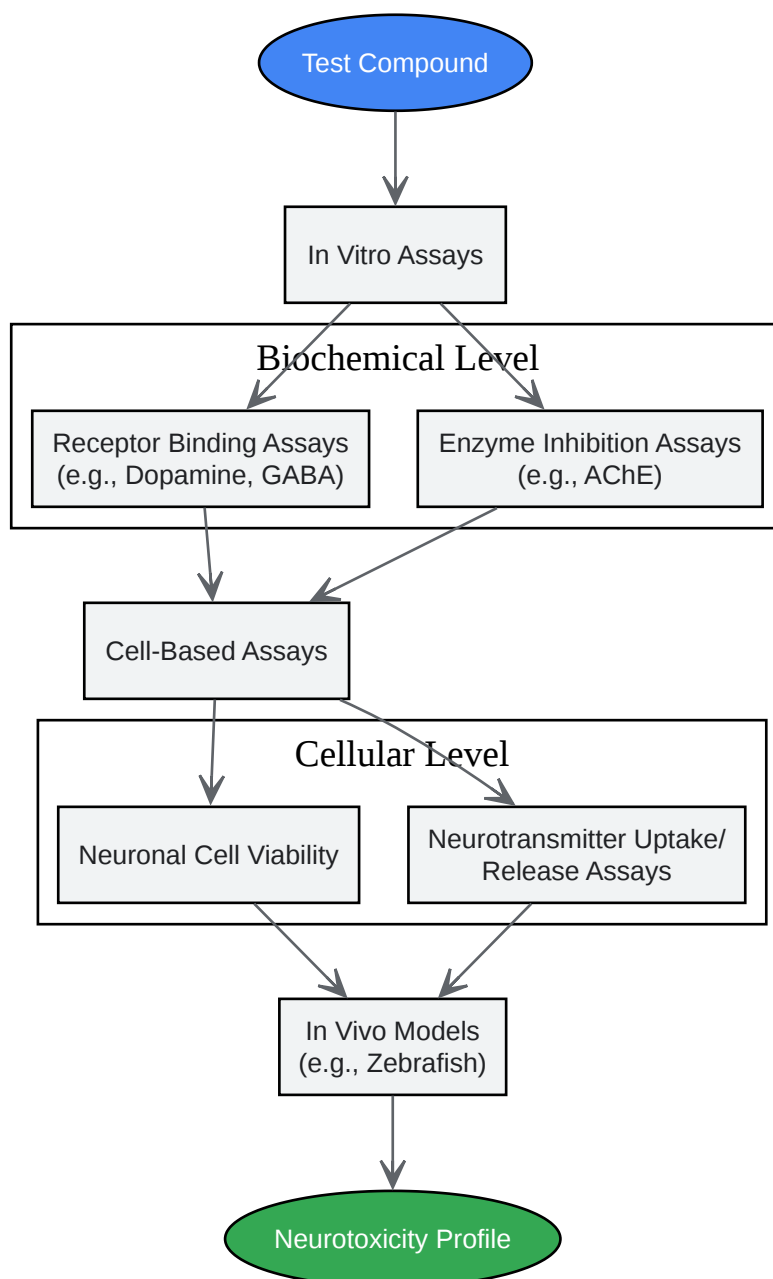 Test Compound
In Vitro Assays
Biochemical Level
Receptor Binding Assays
(e.g., Dopamine, GABA)
Enzyme Inhibition Assays
(e.g., AChE)
Cell-Based Assays
Cellular Level
Neuronal Cell Viability
Neurotransmitter Uptake/
Release Assays
In Vivo Models
(e.g., Zebrafish)
Neurotoxicity Profile